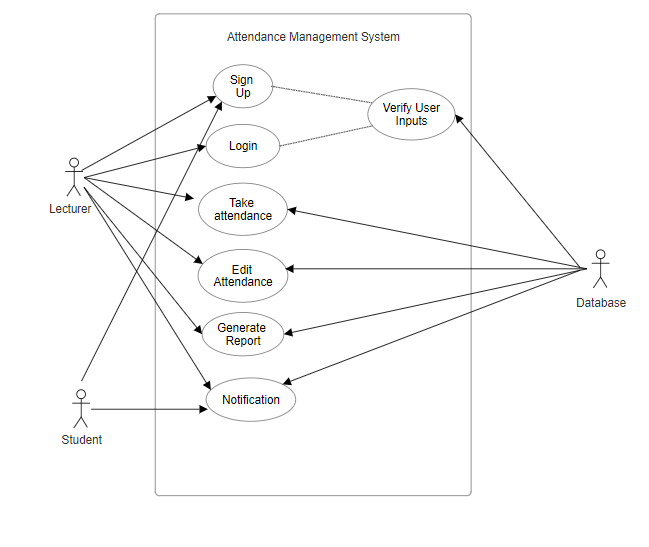 Attendance Management System
Sign
Up
Verify User
Inputs
Login
Take
attendance
Lecturer
Edit
Attendance
Database
Generate
Report
Notification
Student